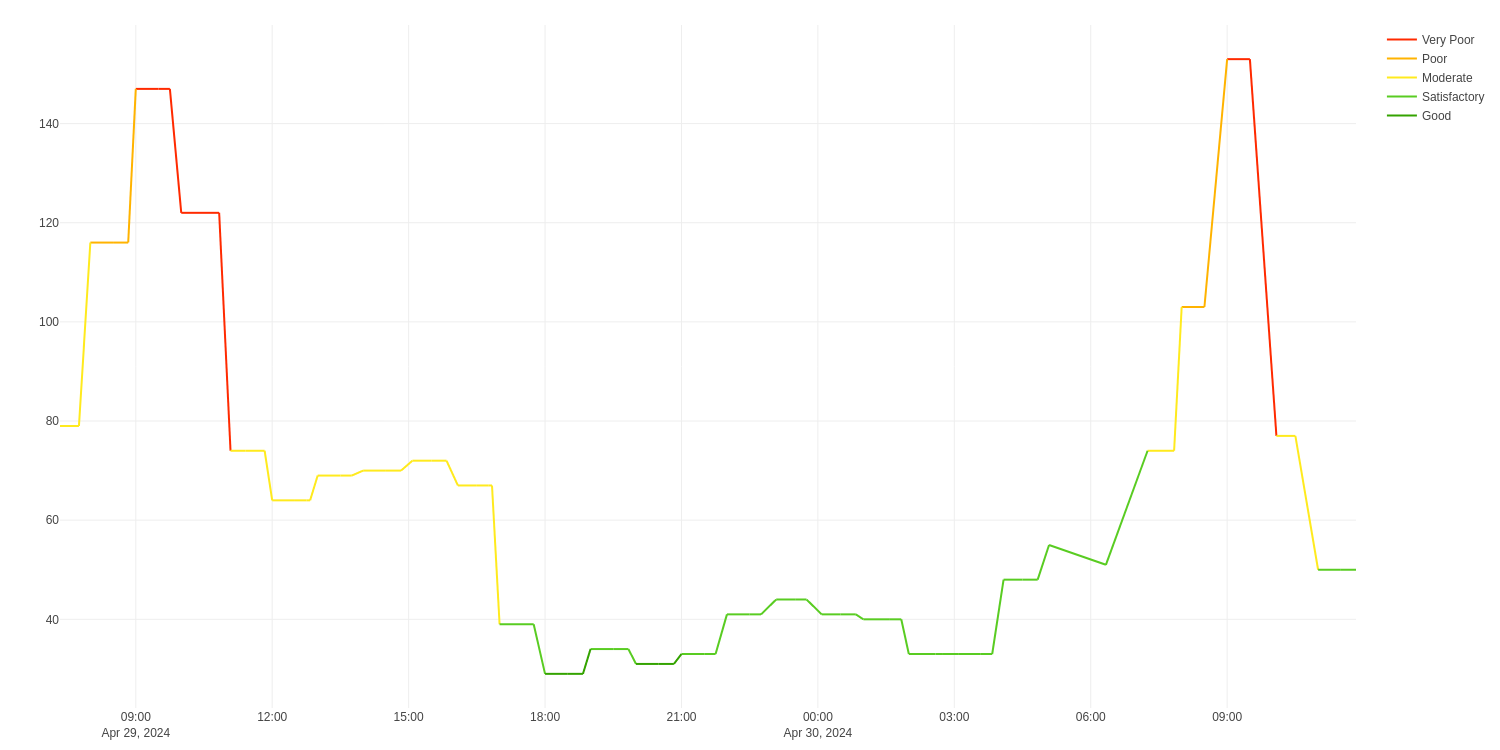 Very Poor
Poor
Moderate
Satisfactory
Good
140
120
100
80
60
40
09:00
Apr 29, 2024
12:00
15:00
18:00
21:00
00:00
Apr 30, 2024
03:00
06:00
09:00